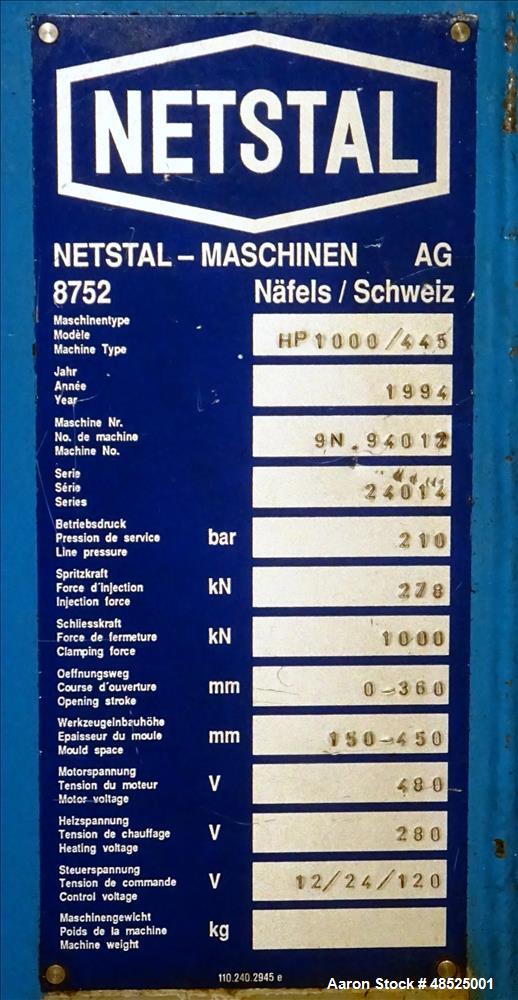 NETSTAL
NETSTAL – MASCHINEN AG
8752 Näfels / Schweiz
Maschinentype
Modèle
Machine Type HP1000/445
Jahr
Année
Year 1994
Maschine Nr.
No. de machine
Machine No. 9N.94012
Serie
Série
Series 24014
Betriebsdruck
Pression de service bar 210
Line pressure
Spritzkraft
Force d'injection kN 278
Injection force
Schliesskraft
Force de fermeture kN 1000
Clamping force
Oeffnungsweg
Course d'ouverture mm 0-360
Opening stroke
Werkzeugeinbauhöhe
Epaisseur du moule mm 150-450
Mould space
Motorspannung
Tension du moteur V 480
Motor voltage
Heizspannung
Tension de chauffage V 280
Heating voltage
Steuerspannung
Tension de commande V 12/24/120
Control voltage
Maschinengewicht
Poids de la machine kg
Machine weight
110.240.2945 e
Aaron Stock #48525001